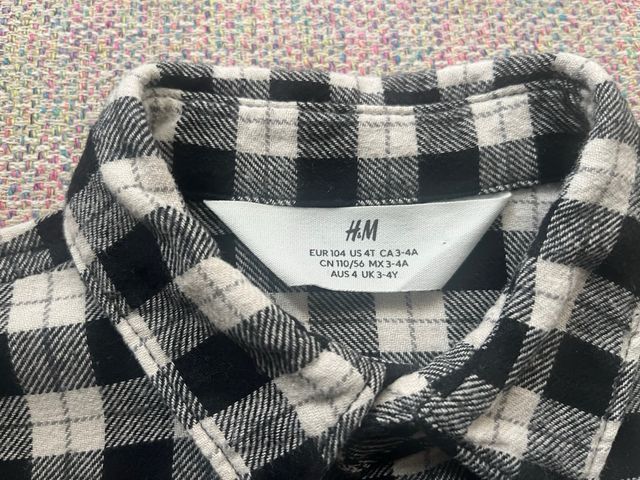 H&M
EUR 104 US 4T CA 3-4A
CN 110/56 MX 3-4A
AUS 4 UK 3-4Y